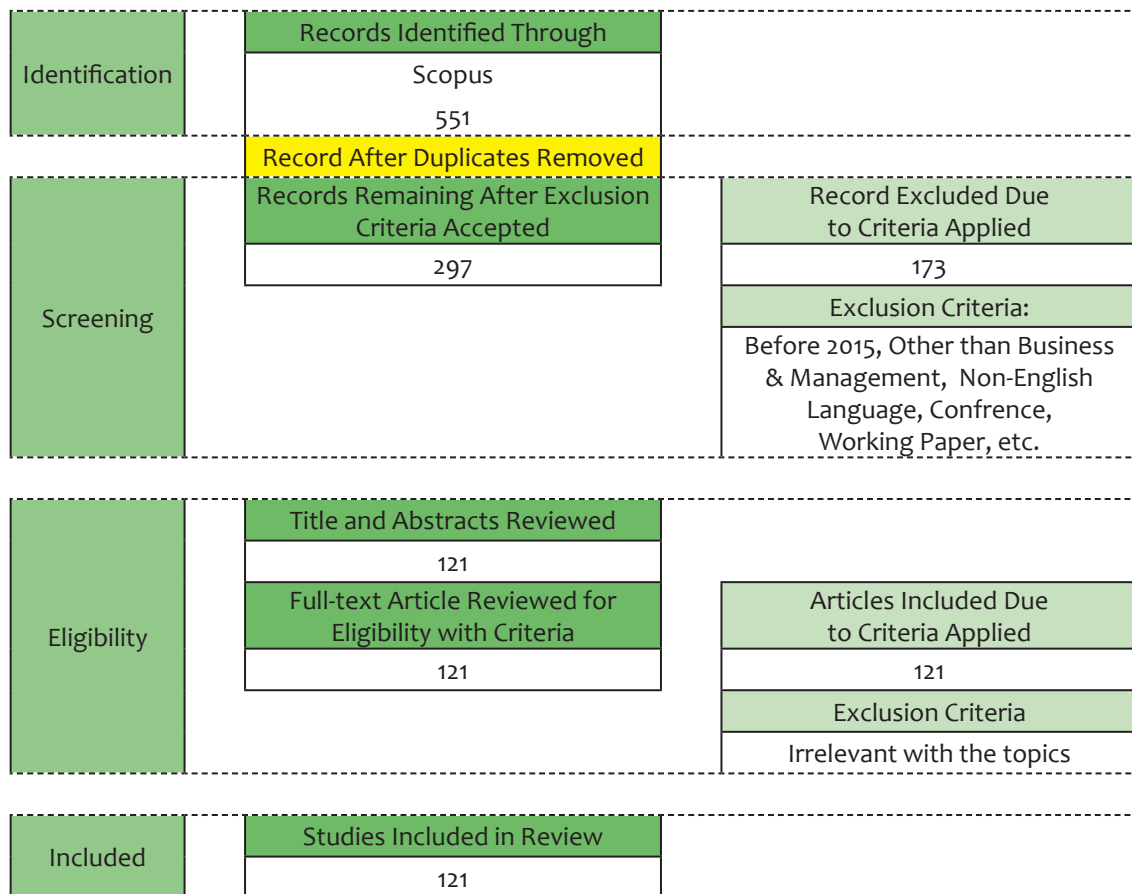 Identification
Records Identified Through
Scopus
551
Record After Duplicates Removed
Screening
Records Remaining After Exclusion
Criteria Accepted
297
Record Excluded Due
to Criteria Applied
173
Exclusion Criteria:
Before 2015, Other than Business
& Management, Non-English
Language, Confrence,
Working Paper, etc.
Eligibility
Title and Abstracts Reviewed
121
Full-text Article Reviewed for
Eligibility with Criteria
121
Articles Included Due
to Criteria Applied
121
Exclusion Criteria
Irrelevant with the topics
Included
Studies Included in Review
121